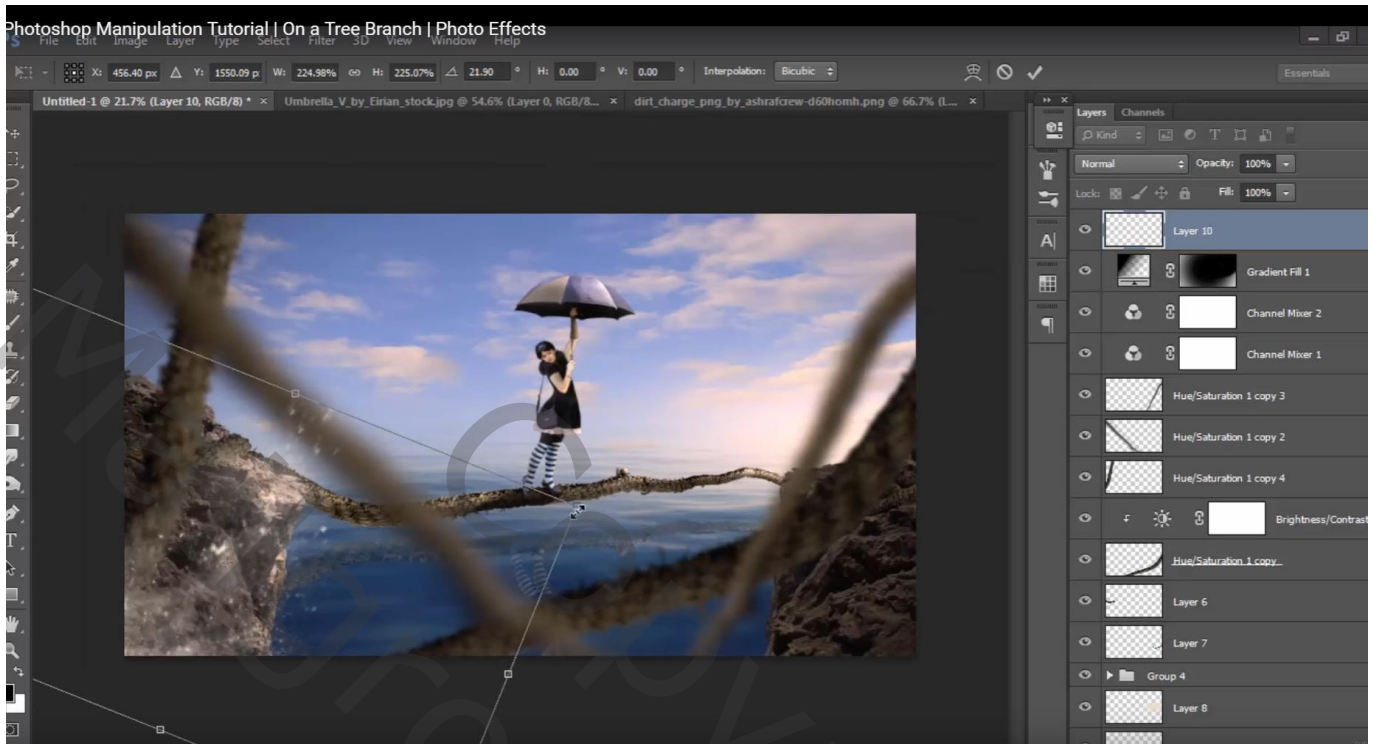 Photoshop Manipulation Tutorial | On a Tree Branch | Photo Effects
File Edit Image Layer Type Select Filter 3D View Window Help
X: 456.40 px Y: 1550.09 p W: 224.98% H: 225.07% 21.90 ° H: 0.00 ° V: 0.00 ° Interpolation: Bicubic Essentials
Untitled-1 @ 21.7% (Layer 10, RGB/8) * × Umbrella_V_by_Eirian_stock.jpg @ 54.6% (Layer 0, RGB/8... × dirt_charge_png_by_ashrafcrew-d60homh.png @ 66.7% (L... ×
Layers Channels
Kind
Normal Opacity: 100%
Lock: Fill: 100%
Layer 10
Gradient Fill 1
Channel Mixer 2
Channel Mixer 1
Hue/Saturation 1 copy 3
Hue/Saturation 1 copy 2
Hue/Saturation 1 copy 4
Brightness/Contrast
Hue/Saturation 1 copy
Layer 6
Layer 7
Group 4
Layer 8